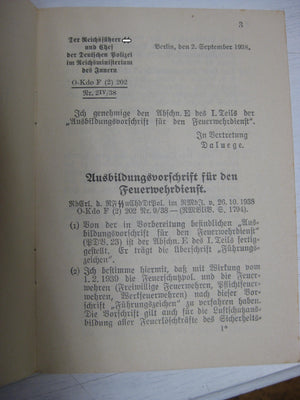 3
Der Reichsführer SS
und Chef
der Deutschen Polizei
im Reichsministerium
des Innern
Berlin, den 2. September 1938.
O-Kdo F (2) 202
Nr. 2IV/38
Ich genehmige den Abschn. E des I. Teils der
„Ausbildungsvorschrift für den Feuerwehrdienst“.
In Vertretung
Daluege.
Ausbildungsvorschrift für den
Feuerwehrdienst.
RdErl. d. RFSSuChdDtPol. im RMdJ. v. 26. 10. 1938
O-Kdo F (2) 202 Nr. 9/38 — (RMBliV. S. 1794).
(1) Von der in Vorbereitung befindlichen „Aus-
bildungsvorschrift für den Feuerwehrdienst“
(PDV. 23) ist der Abschn. E des I. Teils fertig-
gestellt. Er trägt die Überschrift „Führungs-
zeichen“.
(2) Ich bestimme hiermit, daß mit Wirkung vom
1. 2. 1939 die Feuerschutzpol. und die Feuer-
wehren (Freiwillige Feuerwehren, Pflichtfeuer-
wehren, Werkfeuerwehren) nach dieser Vor-
schrift „Führungszeichen“ zu verfahren haben.
Die Vorschrift gilt auch für die Luftschutzaus-
bildung aller Feuerlöschkräfte des Sicherheits-
1*